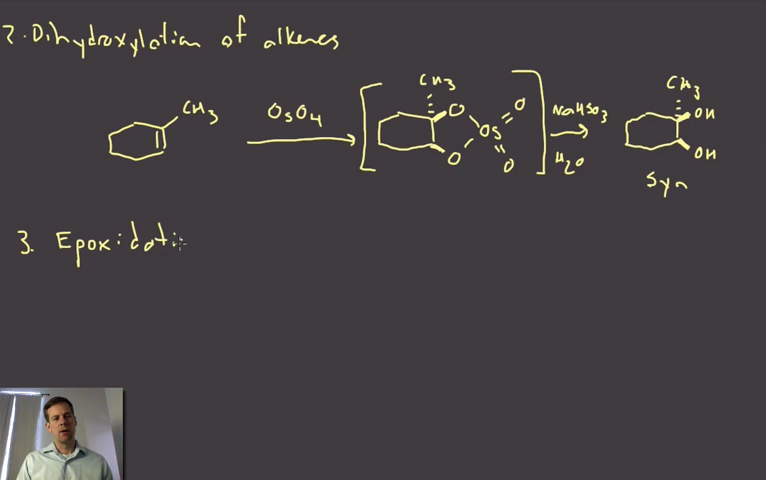 2. Dihydroxylation of alkenes
CH3
OsO4
CH3
O
Os
O
O
O
NaHSO3
H2O
CH3
OH
OH
Syn
3. Epoxidati